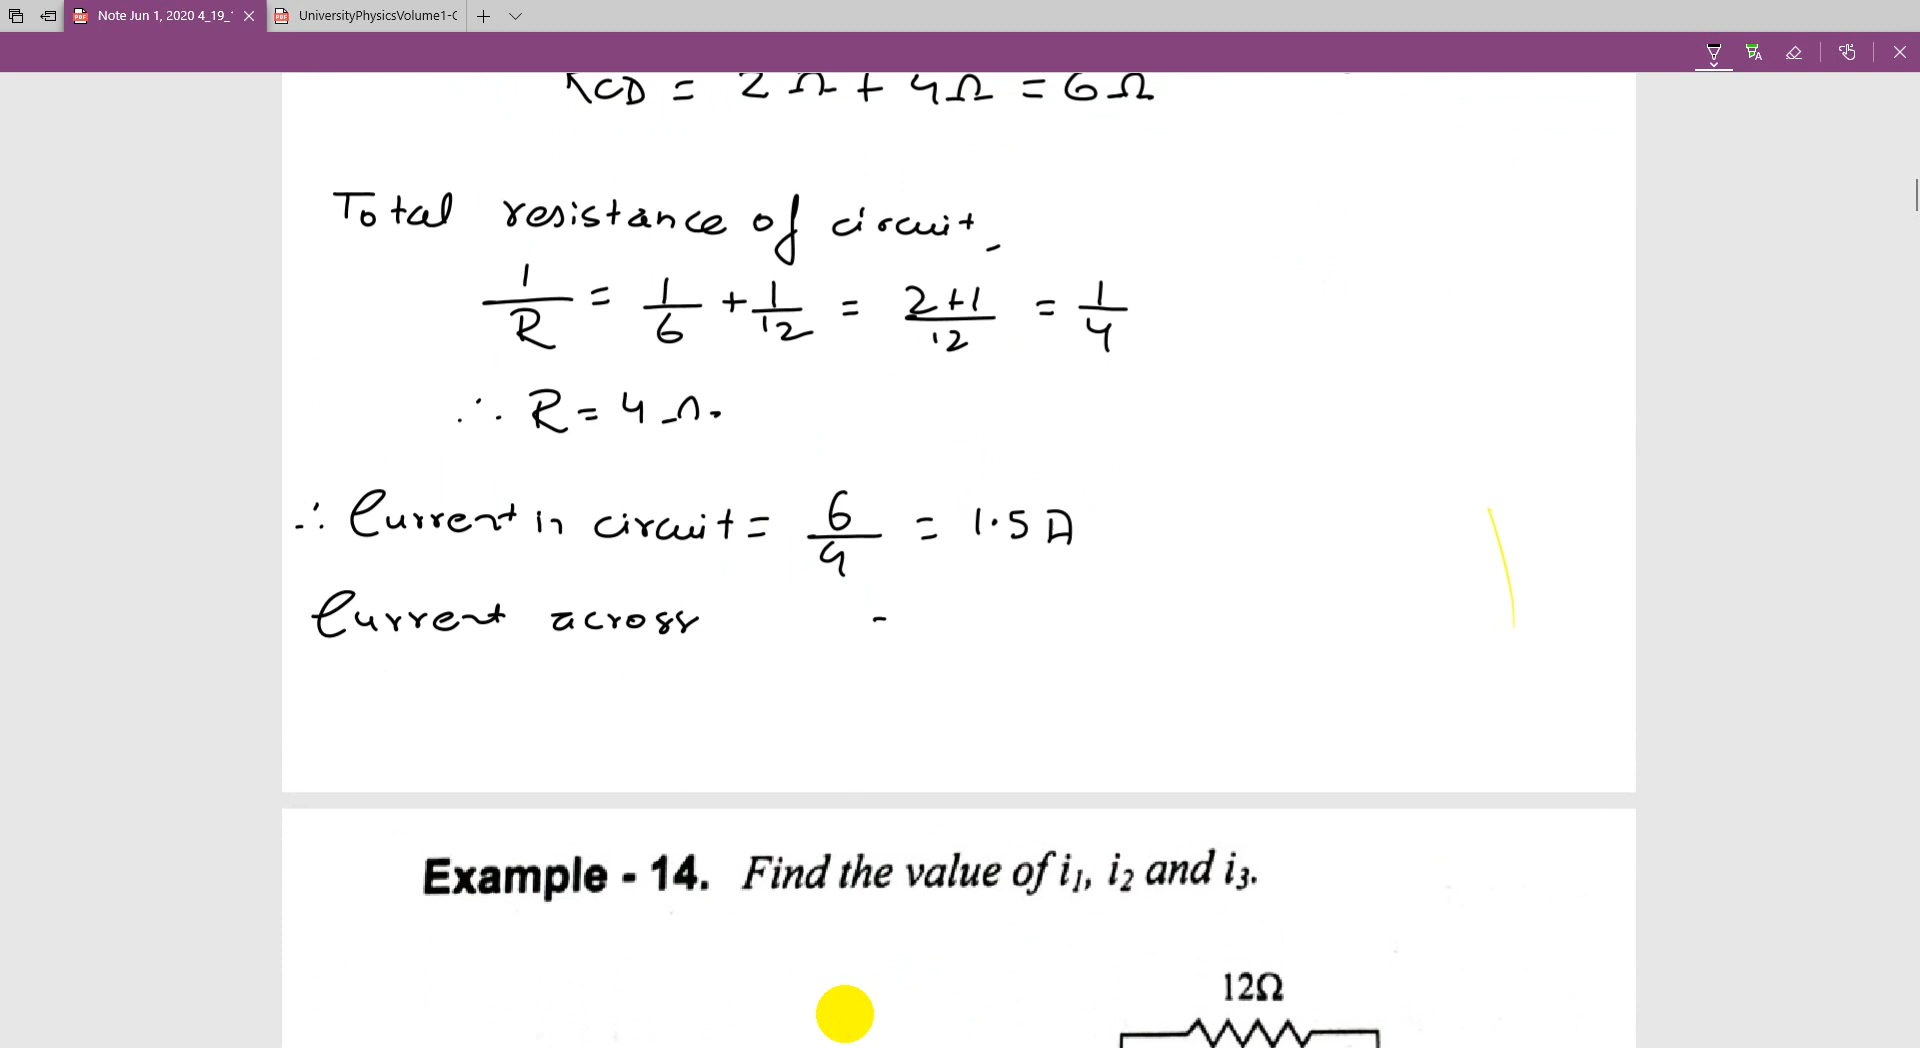 Note Jun 1, 2020 4_19_
UniversityPhysicsVolume1-
RCD = 2Ω + 4Ω = 6Ω
Total resistance of circuit,
1/R = 1/6 + 1/12 = 2+1/12 = 1/4
∴ R = 4Ω.
∴ Current in circuit = 6/4 = 1.5 A
Current across -
Example - 14. Find the value of i₁, i₂ and i₃.
12Ω